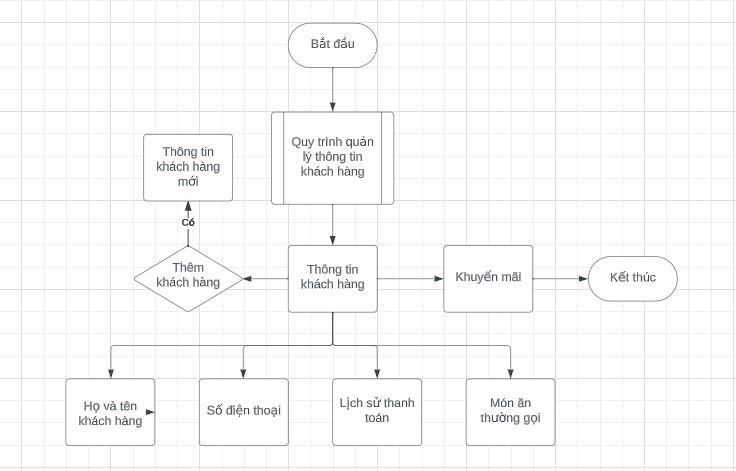 Bắt đầu
Quy trình quản
lý thông tin
khách hàng
Thông tin
khách hàng
mới
Có
Thêm
khách hàng
Thông tin
khách hàng
Khuyến mãi
Kết thúc
Họ và tên
khách hàng
Số điện thoại
Lịch sử thanh
toán
Món ăn
thường gọi